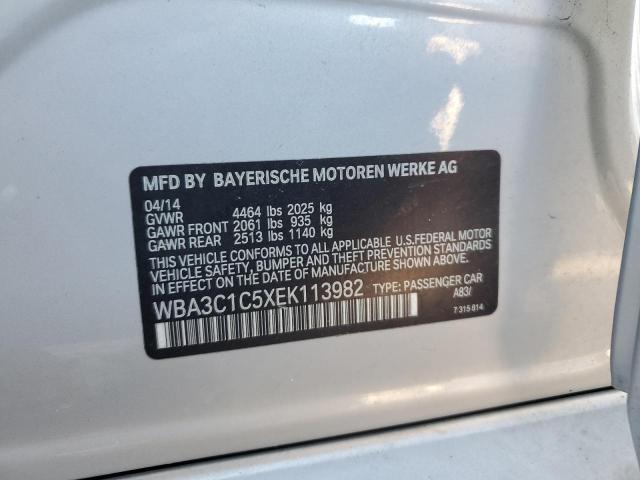 MFD BY BAYERISCHE MOTOREN WERKE AG
04/14
GVWR 4464 lbs 2025 kg
GAWR FRONT 2061 lbs 935 kg
GAWR REAR 2513 lbs 1140 kg
THIS VEHICLE CONFORMS TO ALL APPLICABLE U.S. FEDERAL MOTOR
VEHICLE SAFETY, BUMPER, AND THEFT PREVENTION STANDARDS
IN EFFECT ON THE DATE OF MANUFACTURE SHOWN ABOVE.
WBA3C1C5XEK113982 TYPE: PASSENGER CAR
A83/
7 315 814